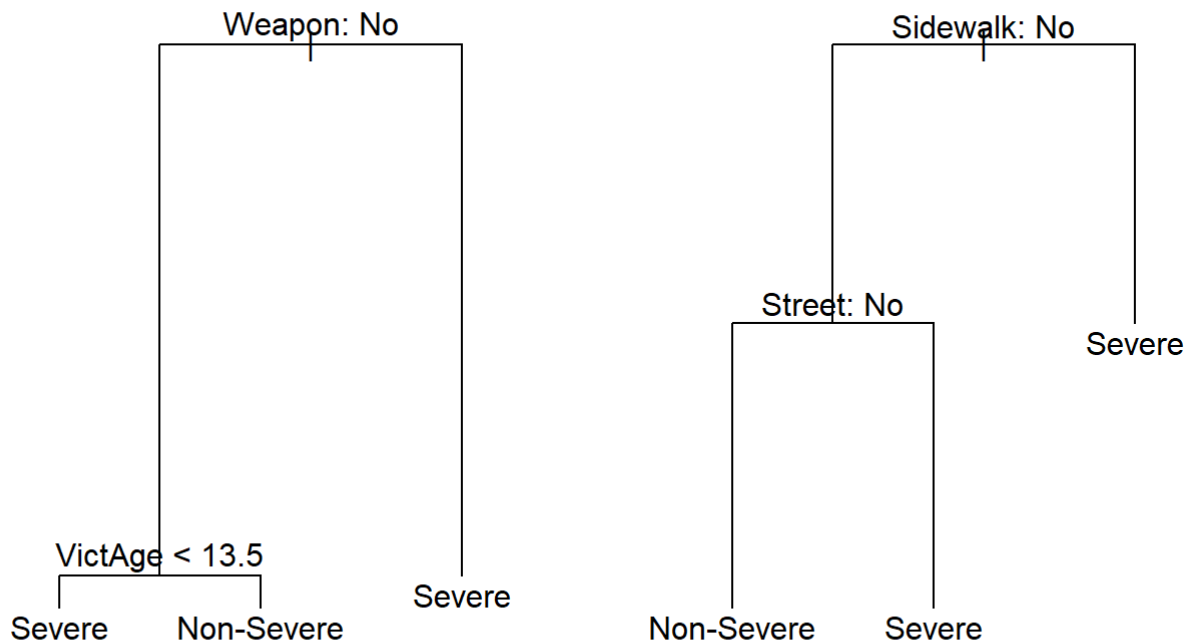 Weapon: No
VictAge < 13.5
Severe
Non-Severe
Severe
Sidewalk: No
Street: No
Non-Severe
Severe
Severe